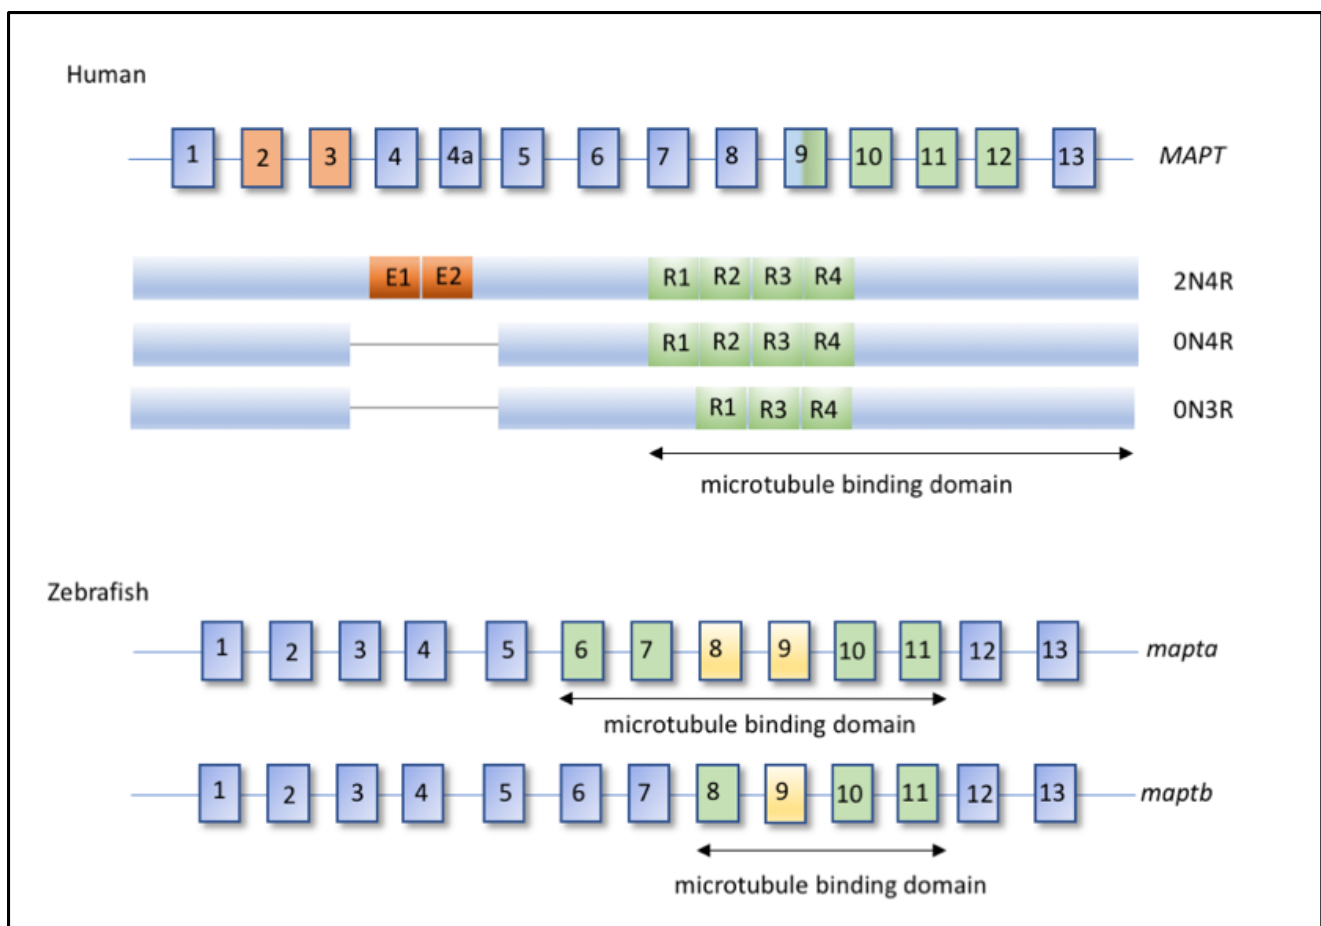 Human
1 2 3 4 4a 5 6 7 8 9 10 11 12 13 MAPT
E1 E2 R1 R2 R3 R4 2N4R
R1 R2 R3 R4 0N4R
R1 R3 R4 0N3R
microtubule binding domain
Zebrafish
1 2 3 4 5 6 7 8 9 10 11 12 13 mapta
microtubule binding domain
1 2 3 4 5 6 7 8 9 10 11 12 13 maptb
microtubule binding domain